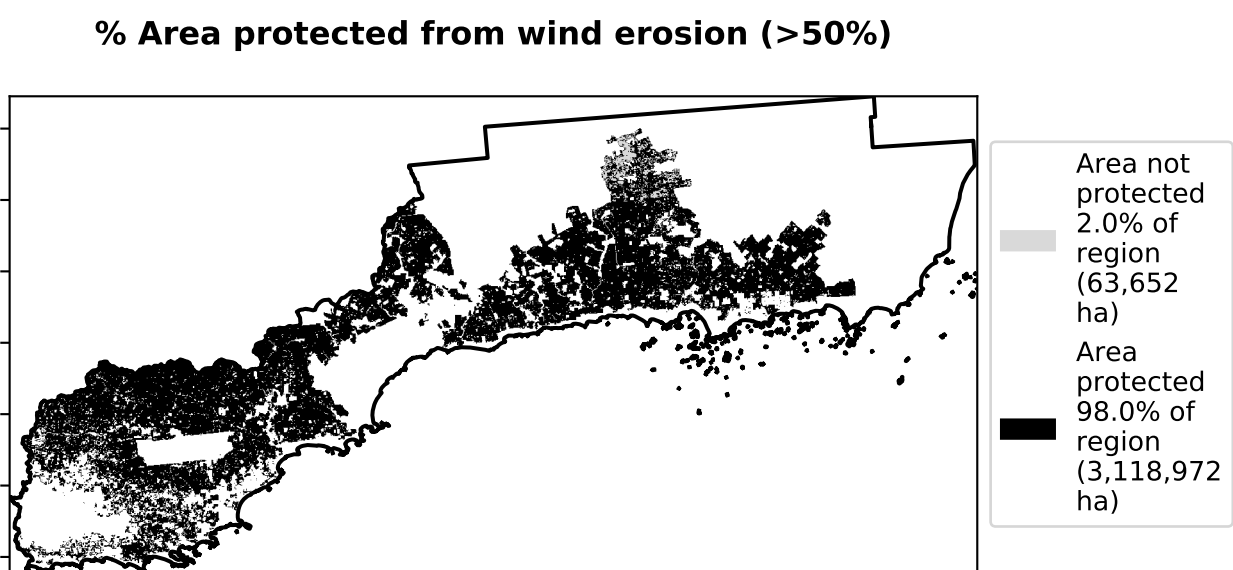 % Area protected from wind erosion (>50%)
Area not
protected
2.0% of
region
(63,652
ha)
Area
protected
98.0% of
region
(3,118,972
ha)